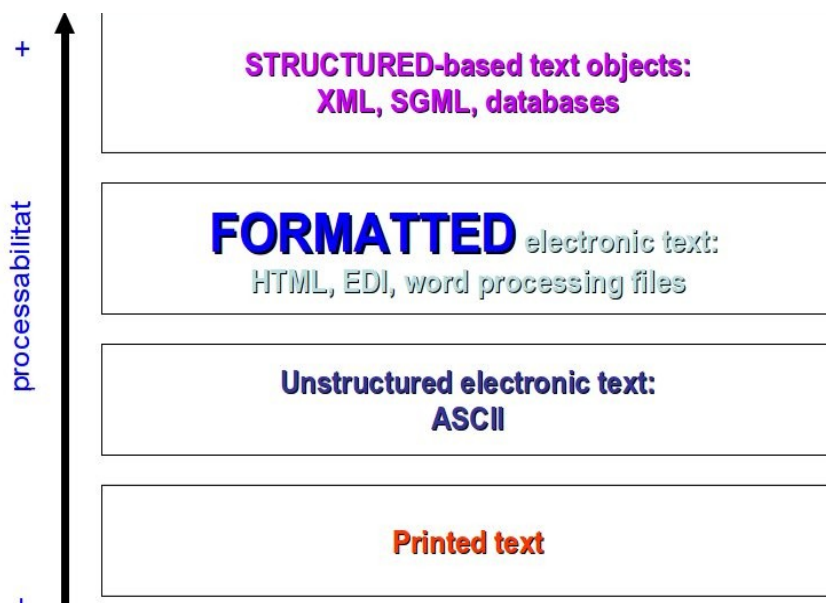 +
processabilitat
STRUCTURED-based text objects:
XML, SGML, databases
FORMATTED electronic text:
HTML, EDI, word processing files
Unstructured electronic text:
ASCII
Printed text
-